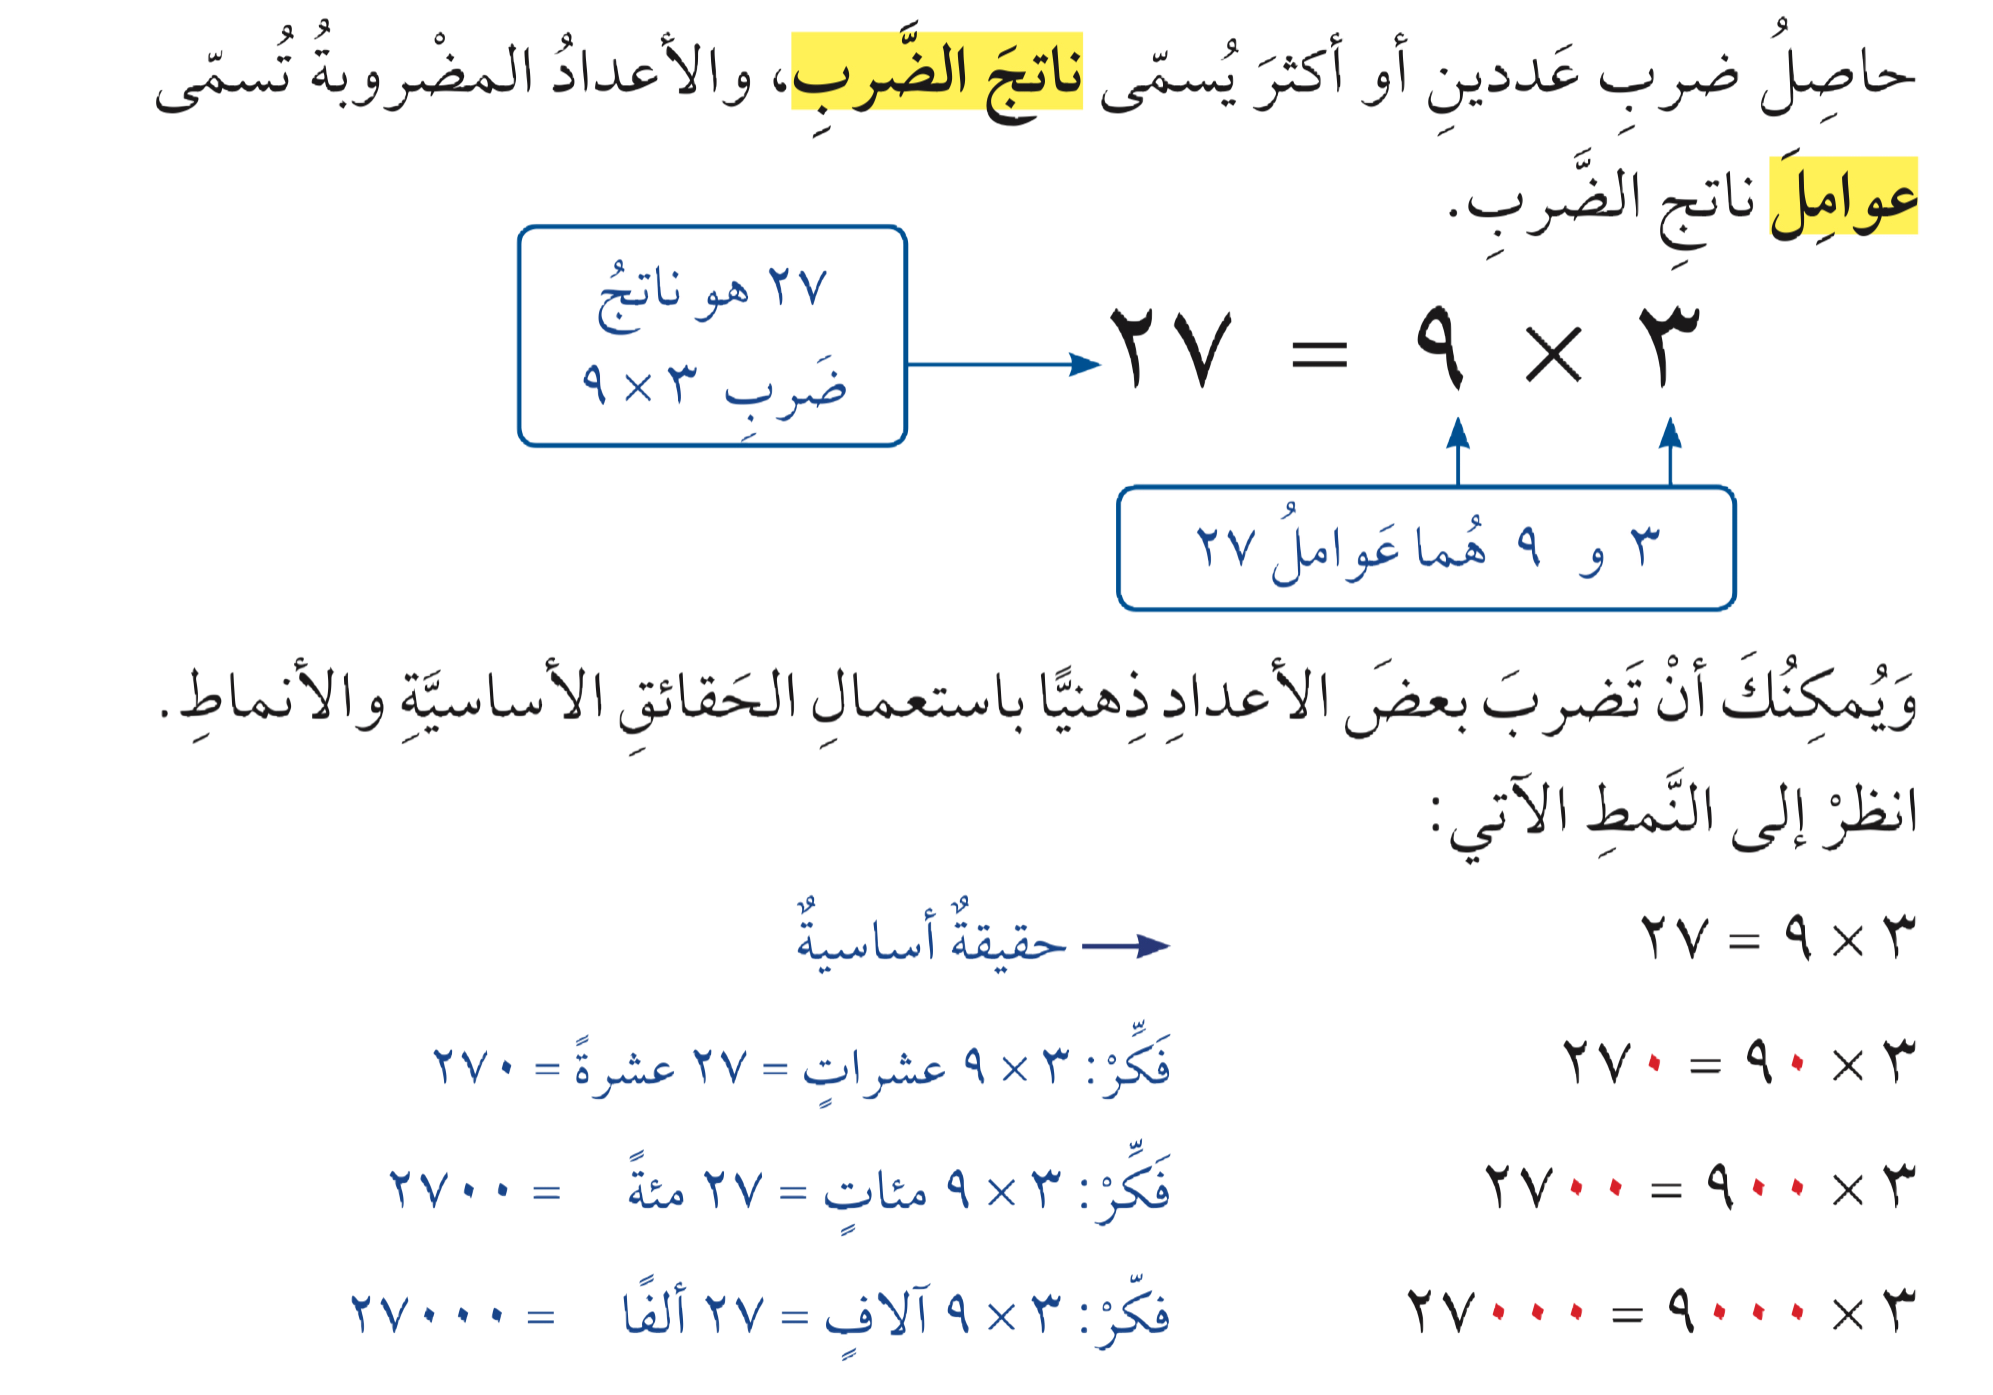 حاصِلُ ضربِ عَددينِ أو أكثرَ يُسمّى ناتجَ الضَّربِ، والأعدادُ المضْروبةُ تُسمّى
عوامِلَ ناتجِ الضَّربِ.
٢٧ هو ناتجُ
ضَربِ ٣ × ٩
٣ × ٩ = ٢٧
٣ و ٩ هُما عَواملُ ٢٧
وَيُمكِنُكَ أنْ تَضربَ بعضَ الأعدادِ ذِهنيًّا باستعمالِ الحَقائقِ الأساسيَّةِ والأنماطِ.
انظرْ إلى النَّمطِ الآتي:
٣ × ٩ = ٢٧ حقيقةٌ أساسيةٌ
٣ × ٩٠ = ٢٧٠ فَكِّرْ: ٣ × ٩ عشراتٍ = ٢٧ عشرةً = ٢٧٠
٣ × ٩٠٠ = ٢٧٠٠ فَكِّرْ: ٣ × ٩ مئاتٍ = ٢٧ مئةً = ٢٧٠٠
٣ × ٩٠٠٠ = ٢٧٠٠٠ فكّرْ: ٣ × ٩ آلافٍ = ٢٧ ألفًا = ٢٧٠٠٠